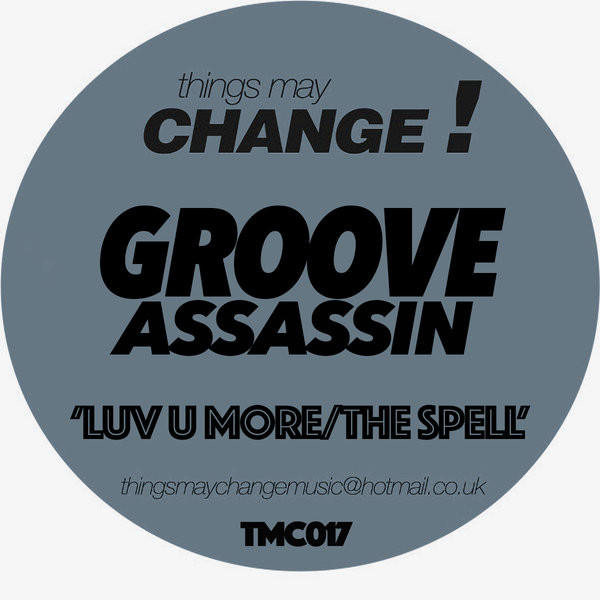 things may
CHANGE !
GROOVE
ASSASSIN
'LUV U MORE/THE SPELL'
thingsmaychangemusic@hotmail.co.uk
TMC017